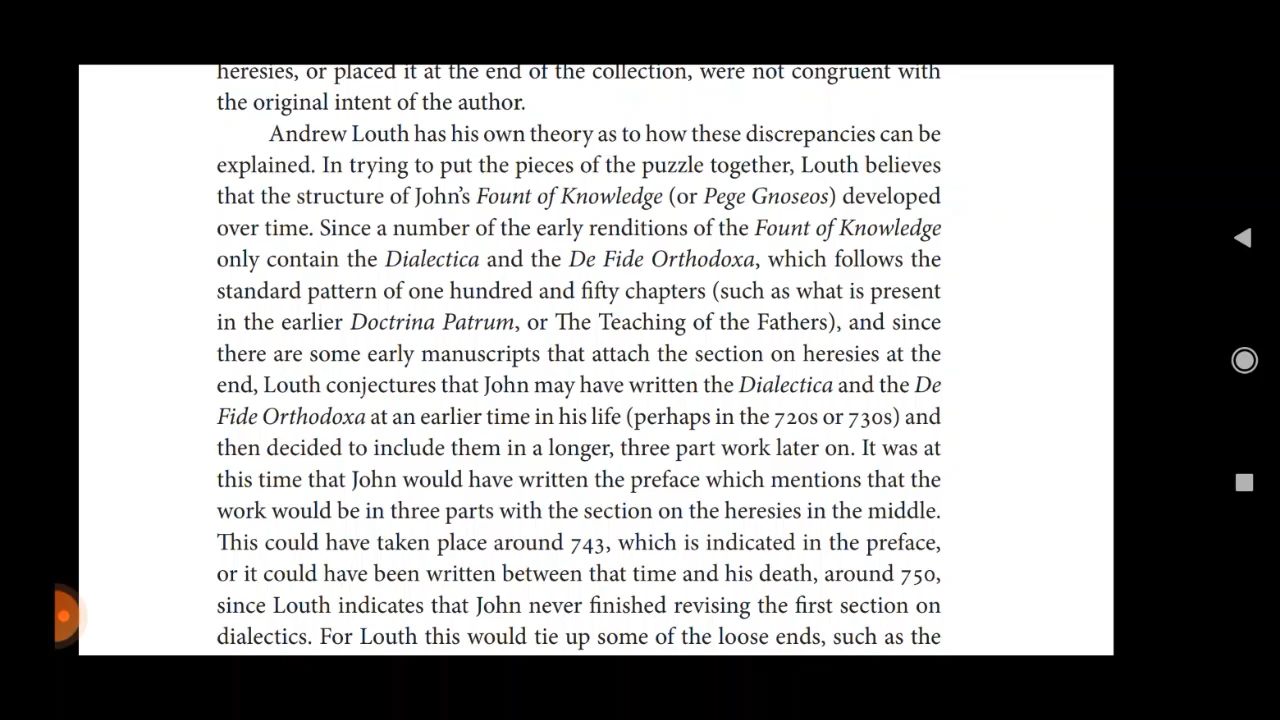 heresies, or placed it at the end of the collection, were not congruent with
the original intent of the author.
Andrew Louth has his own theory as to how these discrepancies can be
explained. In trying to put the pieces of the puzzle together, Louth believes
that the structure of John’s Fount of Knowledge (or Pege Gnoseos) developed
over time. Since a number of the early renditions of the Fount of Knowledge
only contain the Dialectica and the De Fide Orthodoxa, which follows the
standard pattern of one hundred and fifty chapters (such as what is present
in the earlier Doctrina Patrum, or The Teaching of the Fathers), and since
there are some early manuscripts that attach the section on heresies at the
end, Louth conjectures that John may have written the Dialectica and the De
Fide Orthodoxa at an earlier time in his life (perhaps in the 720s or 730s) and
then decided to include them in a longer, three part work later on. It was at
this time that John would have written the preface which mentions that the
work would be in three parts with the section on the heresies in the middle.
This could have taken place around 743, which is indicated in the preface,
or it could have been written between that time and his death, around 750,
since Louth indicates that John never finished revising the first section on
dialectics. For Louth this would tie up some of the loose ends, such as the